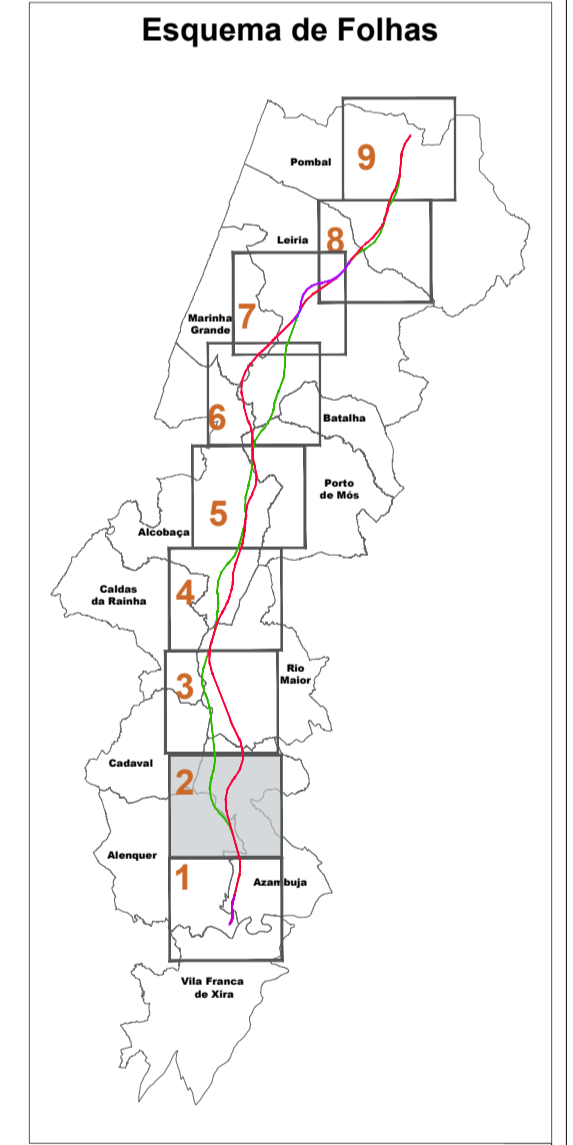 Esquema de Folhas
9
Pombal
8
Leiria
7
Marinha
Grande
6
Batalha
Porto
de Mós
5
Alcobaça
4
Caldas
da Rainha
Rio
Maior
3
Cadaval
2
Alenquer
1
Azambuja
Vila Franca
de Xira